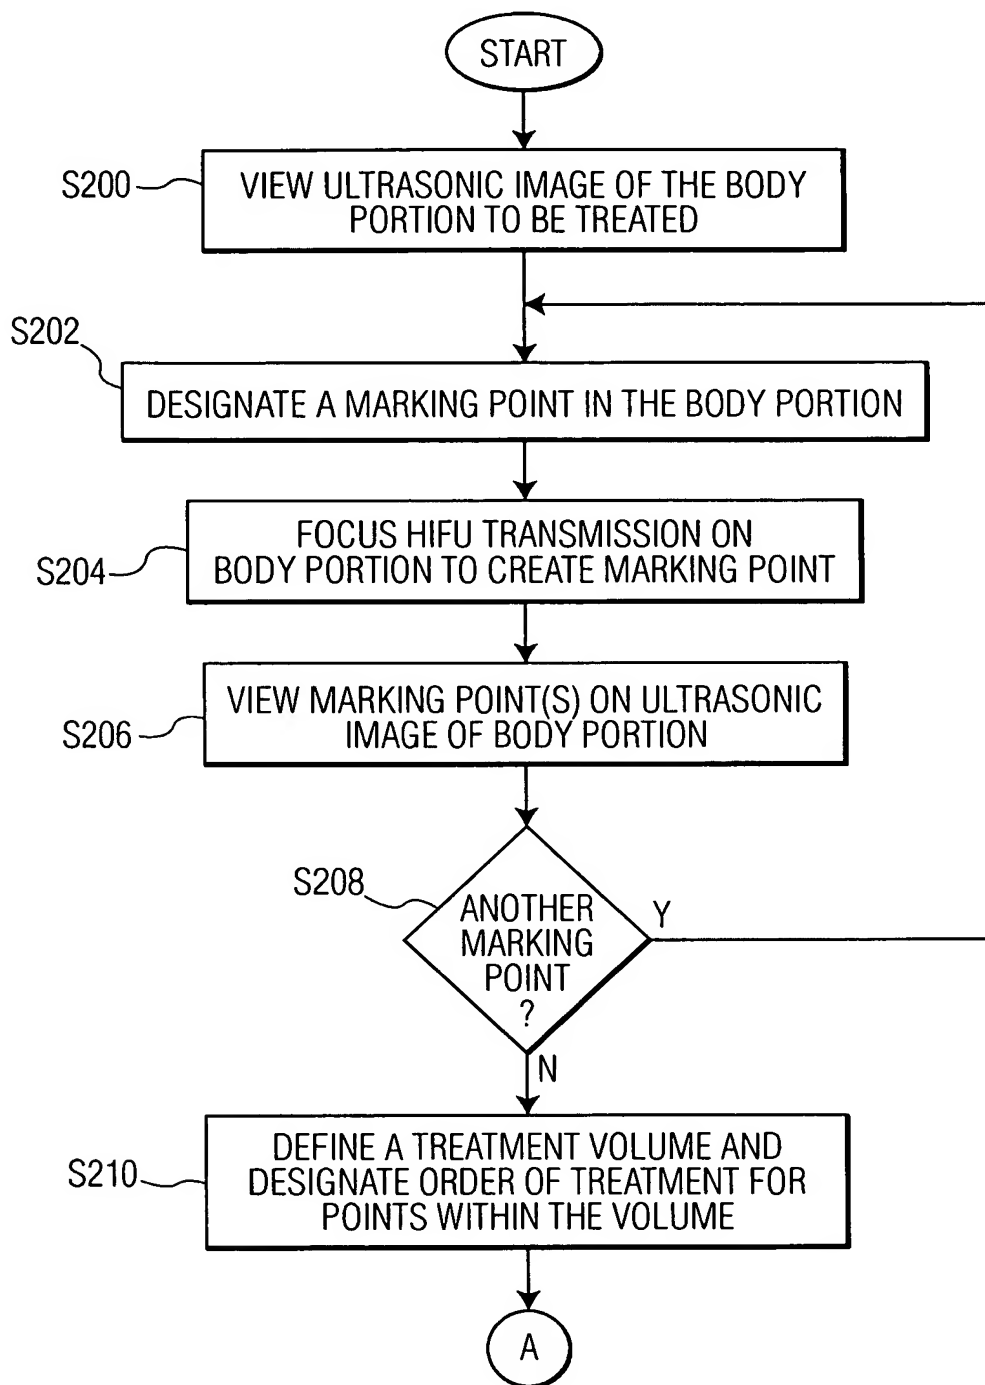 START
S200
VIEW ULTRASONIC IMAGE OF THE BODY
PORTION TO BE TREATED
S202
DESIGNATE A MARKING POINT IN THE BODY PORTION
S204
FOCUS HIFU TRANSMISSION ON
BODY PORTION TO CREATE MARKING POINT
S206
VIEW MARKING POINT(S) ON ULTRASONIC
IMAGE OF BODY PORTION
S208
ANOTHER
MARKING
POINT
?
Y
N
S210
DEFINE A TREATMENT VOLUME AND
DESIGNATE ORDER OF TREATMENT FOR
POINTS WITHIN THE VOLUME
A